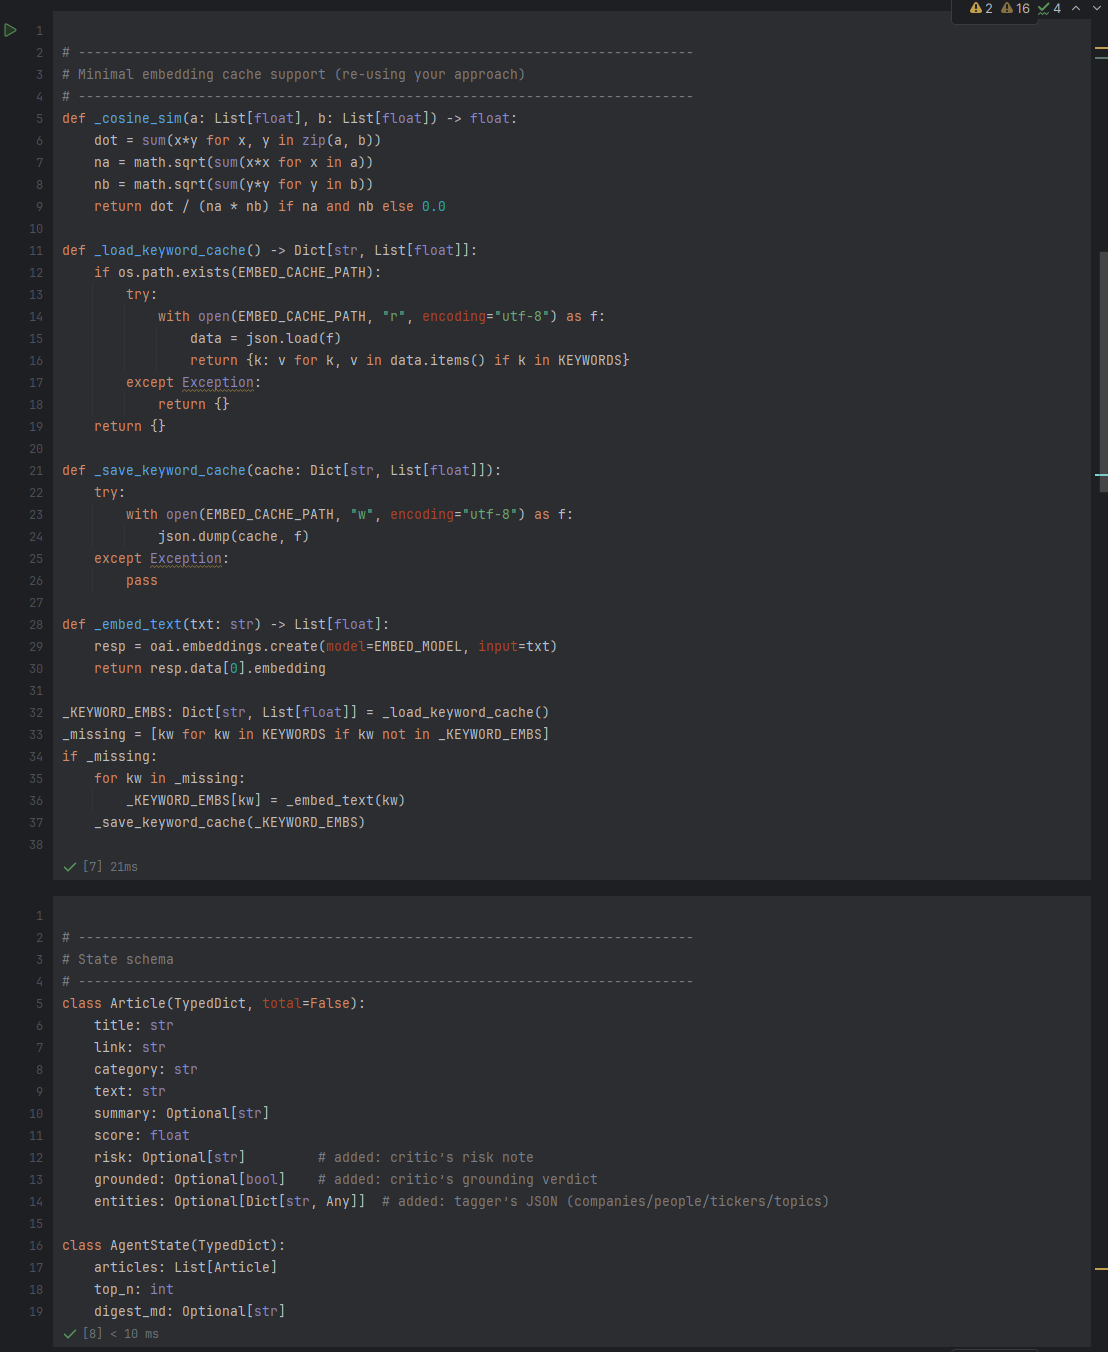 2 16 4
1
2 # -----------------------------------------------------------------------------
3 # Minimal embedding cache support (re-using your approach)
4 # -----------------------------------------------------------------------------
5 def _cosine_sim(a: List[float], b: List[float]) -> float:
6     dot = sum(x*y for x, y in zip(a, b))
7     na = math.sqrt(sum(x*x for x in a))
8     nb = math.sqrt(sum(y*y for y in b))
9     return dot / (na * nb) if na and nb else 0.0
10
11 def _load_keyword_cache() -> Dict[str, List[float]]:
12     if os.path.exists(EMBED_CACHE_PATH):
13         try:
14             with open(EMBED_CACHE_PATH, "r", encoding="utf-8") as f:
15                 data = json.load(f)
16                 return {k: v for k, v in data.items() if k in KEYWORDS}
17         except Exception:
18             return {}
19     return {}
20
21 def _save_keyword_cache(cache: Dict[str, List[float]]):
22     try:
23         with open(EMBED_CACHE_PATH, "w", encoding="utf-8") as f:
24             json.dump(cache, f)
25     except Exception:
26         pass
27
28 def _embed_text(txt: str) -> List[float]:
29     resp = oai.embeddings.create(model=EMBED_MODEL, input=txt)
30     return resp.data[0].embedding
31
32 _KEYWORD_EMBS: Dict[str, List[float]] = _load_keyword_cache()
33 _missing = [kw for kw in KEYWORDS if kw not in _KEYWORD_EMBS]
34 if _missing:
35     for kw in _missing:
36         _KEYWORD_EMBS[kw] = _embed_text(kw)
37     _save_keyword_cache(_KEYWORD_EMBS)
38
[7] 21ms
1
2 # -----------------------------------------------------------------------------
3 # State schema
4 # -----------------------------------------------------------------------------
5 class Article(TypedDict, total=False):
6     title: str
7     link: str
8     category: str
9     text: str
10     summary: Optional[str]
11     score: float
12     risk: Optional[str]         # added: critic's risk note
13     grounded: Optional[bool]    # added: critic's grounding verdict
14     entities: Optional[Dict[str, Any]]  # added: tagger's JSON (companies/people/tickers/topics)
15
16 class AgentState(TypedDict):
17     articles: List[Article]
18     top_n: int
19     digest_md: Optional[str]
[8] < 10 ms